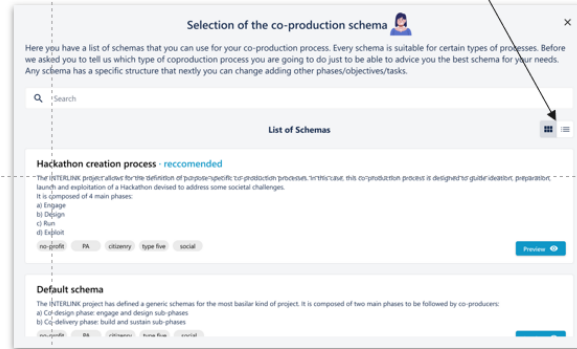 Selection of the co-production schema
Here you have a list of schemas that you can use for your co-production process. Every schema is suitable for certain types of processes. Before
we asked you to tell us which type of coproduction process you are going to do just to be able to advice you the best schema for your needs.
Any schema has a specific structure that nextly you can change adding other phases/objectives/tasks.
Search
List of Schemas
Hackathon creation process · reccomended
The INTERLINK project allows for the definition of purpose-specific co-production processes. In this case, this co-production process is designed to guide ideation, preparation,
launch and exploitation of a Hackathon devised to address some societal challenges.
It is composed of 4 main phases:
a) Engage
b) Design
c) Run
d) Exploit
no-profit PA citizenry type five social
Preview
Default schema
The INTERLINK project has defined a generic schemas for the most basilar kind of project. It is composed of two main phases to be followed by co-producers:
a) Co-design phase: engage and design sub-phases
b) Co-delivery phase: build and sustain sub-phases
no-profit PA citizenry type five social